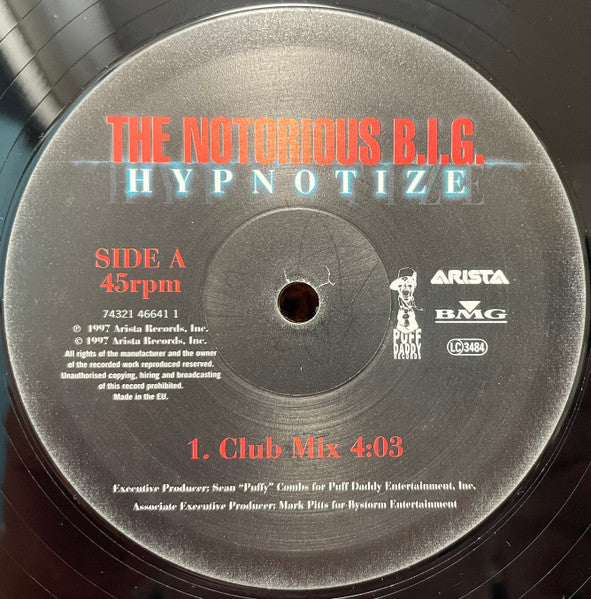 THE NOTORIOUS B.I.G.
HYPNOTIZE
SIDE A
45rpm
74321 46641 1
℗ 1997 Arista Records, Inc.
© 1997 Arista Records, Inc.
All rights of the manufacturer and the owner
of the recorded work reproduced reserved.
Unauthorised copying, hiring and broadcasting
of this record prohibited.
Made in the EU.
PUFF
DADDY
RECORDS
ARISTA
BMG
LC 3484
1. Club Mix 4:03
Executive Producer: Sean "Puffy" Combs for Puff Daddy Entertainment, Inc.
Associate Executive Producer: Mark Pitts for Bystorm Entertainment